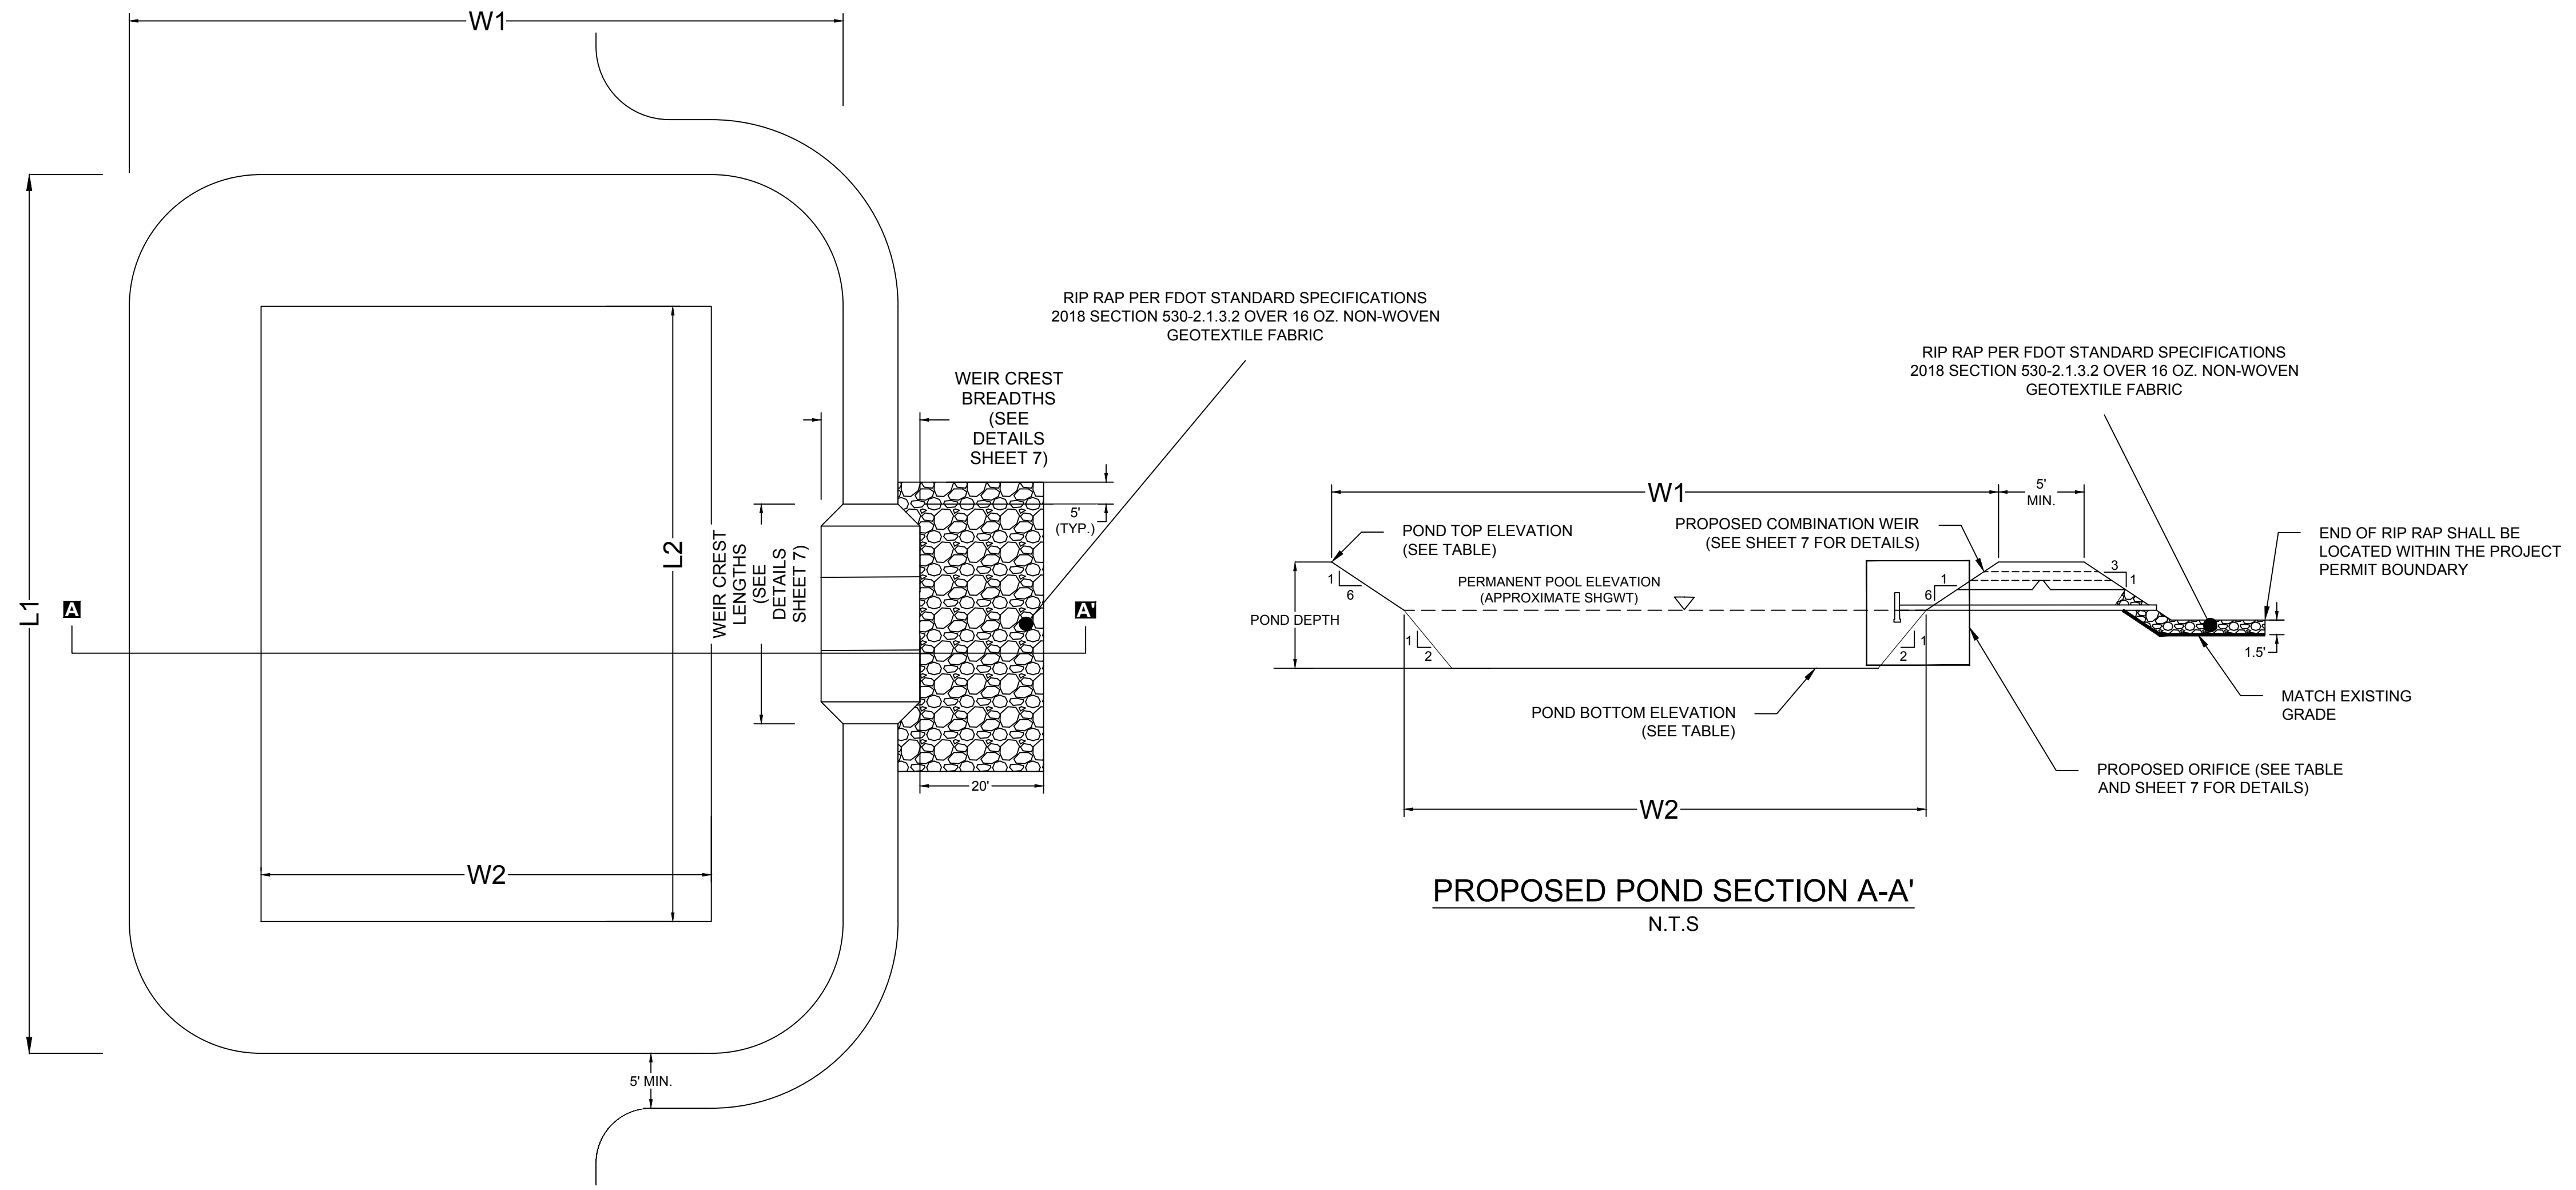 W1
L1
A
L2
W2
WEIR CREST
LENGTHS
(SEE
DETAILS
SHEET 7)
WEIR CREST
BREADTHS
(SEE
DETAILS
SHEET 7)
RIP RAP PER FDOT STANDARD SPECIFICATIONS
2018 SECTION 530-2.1.3.2 OVER 16 OZ. NON-WOVEN
GEOTEXTILE FABRIC
5'
(TYP.)
A'
20'
5' MIN.
RIP RAP PER FDOT STANDARD SPECIFICATIONS
2018 SECTION 530-2.1.3.2 OVER 16 OZ. NON-WOVEN
GEOTEXTILE FABRIC
W1
5'
MIN.
POND TOP ELEVATION
(SEE TABLE)
PROPOSED COMBINATION WEIR
(SEE SHEET 7 FOR DETAILS)
END OF RIP RAP SHALL BE
LOCATED WITHIN THE PROJECT
PERMIT BOUNDARY
1
6
PERMANENT POOL ELEVATION
(APPROXIMATE SHGWT)
1
6
3
1
POND DEPTH
1
2
1
2
1.5'
MATCH EXISTING
GRADE
POND BOTTOM ELEVATION
(SEE TABLE)
PROPOSED ORIFICE (SEE TABLE
AND SHEET 7 FOR DETAILS)
W2
PROPOSED POND SECTION A-A'
N.T.S